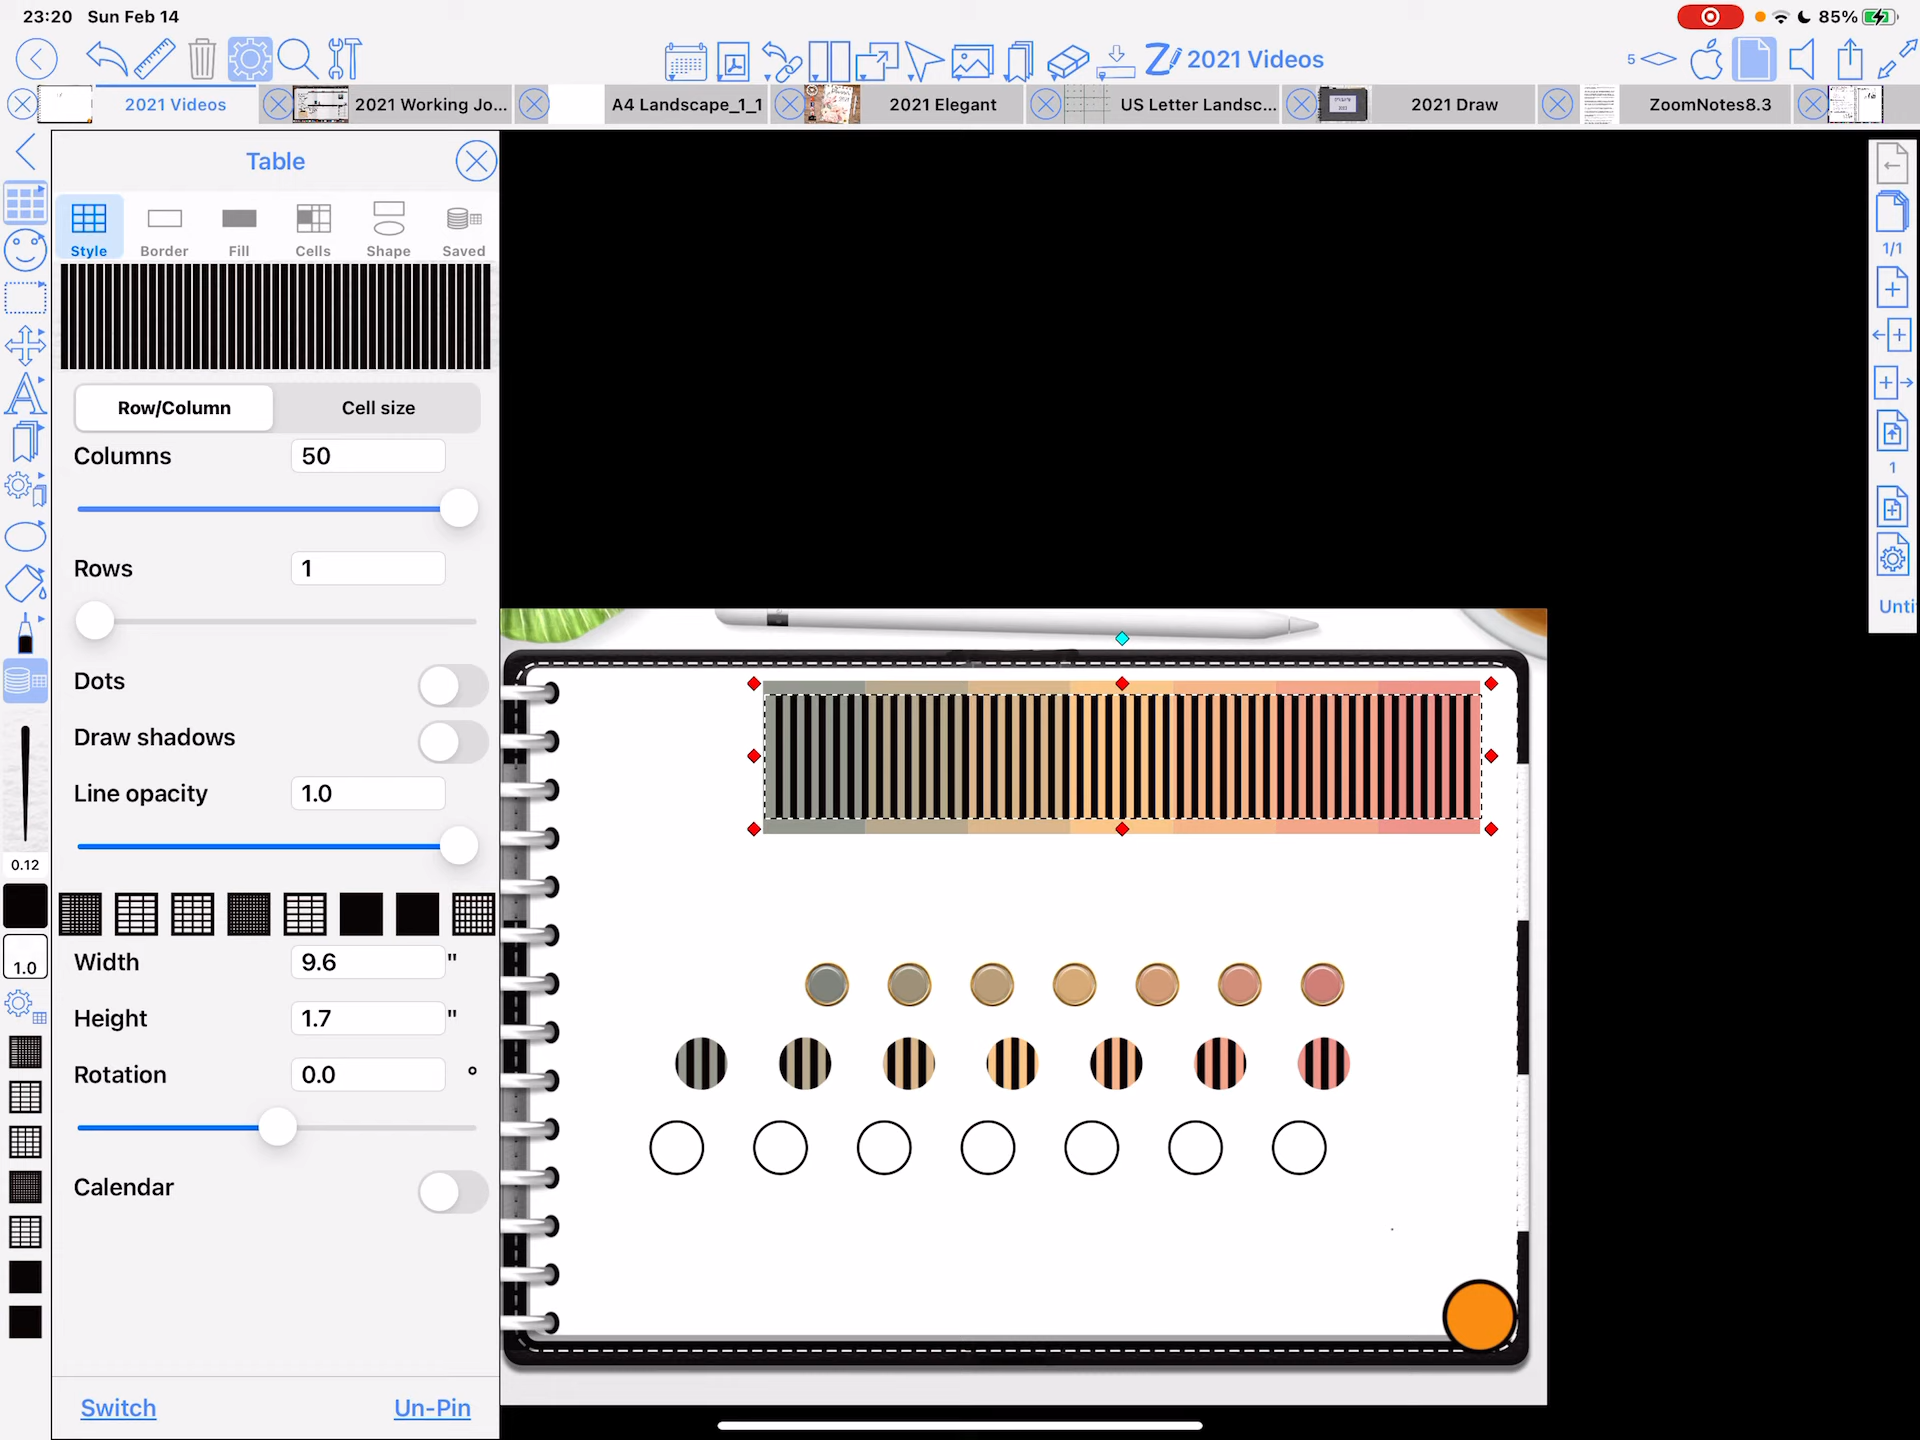 23:20 Sun Feb 14
85%
2021 Videos
5
2021 Videos
2021 Working Jo...
A4 Landscape_1_1
2021 Elegant
US Letter Landsc...
2021 Draw
ZoomNotes8.3
Table
Style
Border
Fill
Cells
Shape
Saved
Row/Column
Cell size
Columns 50
Rows 1
Dots
Draw shadows
Line opacity 1.0
Width 9.6 "
Height 1.7 "
Rotation 0.0 °
Calendar
Switch
Un-Pin
0.12
1.0
1/1
1
Unti